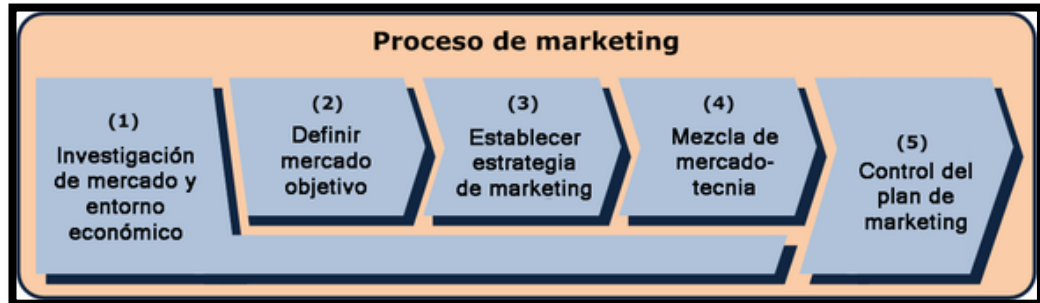 Proceso de marketing
(1)
Investigación
de mercado y
entorno
económico
(2)
Definir
mercado
objetivo
(3)
Establecer
estrategia
de marketing
(4)
Mezcla de
mercado-
tecnia
(5)
Control del
plan de
marketing